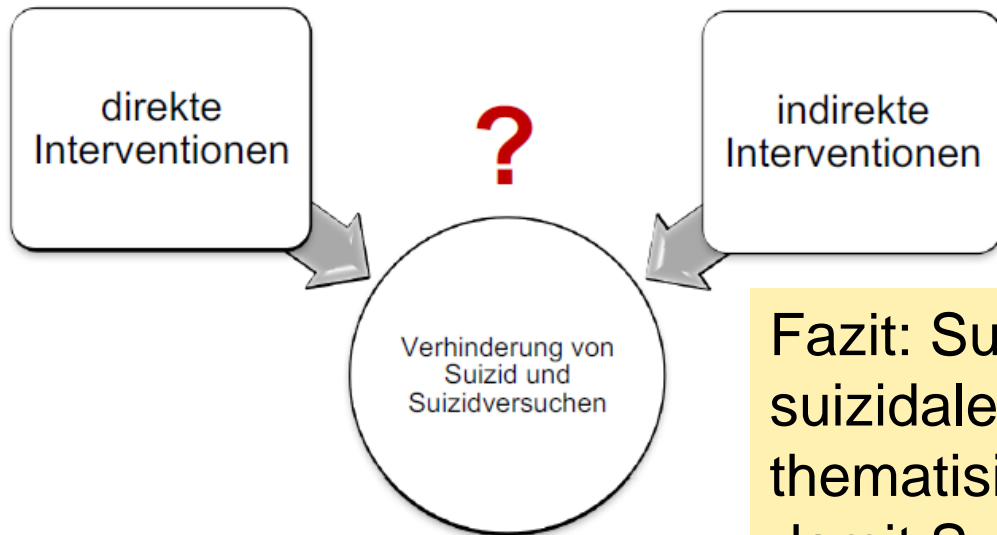 direkte
Interventionen
?
indirekte
Interventionen
Verhinderung von
Suizid und
Suizidversuchen
Fazit: Su
suizidale
thematisi